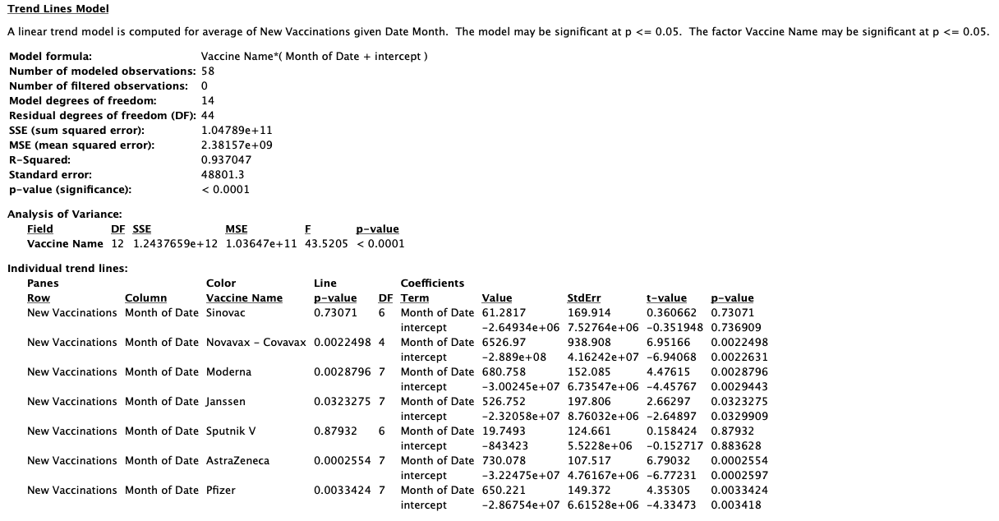 Trend Lines Model
A linear trend model is computed for average of New Vaccinations given Date Month.  The model may be significant at p <= 0.05.  The factor Vaccine Name may be significant at p <= 0.05.
Model formula: Vaccine Name*( Month of Date + intercept )
Number of modeled observations: 58
Number of filtered observations: 0
Model degrees of freedom: 14
Residual degrees of freedom (DF): 44
SSE (sum squared error): 1.04789e+11
MSE (mean squared error): 2.38157e+09
R-Squared: 0.937047
Standard error: 48801.3
p-value (significance): < 0.0001
Analysis of Variance:
Field DF SSE MSE F p-value
Vaccine Name 12 1.2437659e+12 1.03647e+11 43.5205 < 0.0001
Individual trend lines:
Panes Color Line Coefficients
Row Column Vaccine Name p-value DF Term Value StdErr t-value p-value
New Vaccinations Month of Date Sinovac 0.73071 6 Month of Date 61.2817 169.914 0.360662 0.73071
intercept -2.64934e+06 7.52764e+06 -0.351948 0.736909
New Vaccinations Month of Date Novavax - Covavax 0.0022498 4 Month of Date 6526.97 938.908 6.95166 0.0022498
intercept -2.889e+08 4.16242e+07 -6.94068 0.0022631
New Vaccinations Month of Date Moderna 0.0028796 7 Month of Date 680.758 152.085 4.47615 0.0028796
intercept -3.00245e+07 6.73547e+06 -4.45767 0.0029443
New Vaccinations Month of Date Janssen 0.0323275 7 Month of Date 526.752 197.806 2.66297 0.0323275
intercept -2.32058e+07 8.76032e+06 -2.64897 0.0329909
New Vaccinations Month of Date Sputnik V 0.87932 6 Month of Date 19.7493 124.661 0.158424 0.87932
intercept -843423 5.5228e+06 -0.152717 0.883628
New Vaccinations Month of Date AstraZeneca 0.0002554 7 Month of Date 730.078 107.517 6.79032 0.0002554
intercept -3.22475e+07 4.76167e+06 -6.77231 0.0002597
New Vaccinations Month of Date Pfizer 0.0033424 7 Month of Date 650.221 149.372 4.35305 0.0033424
intercept -2.86754e+07 6.61528e+06 -4.33473 0.003418